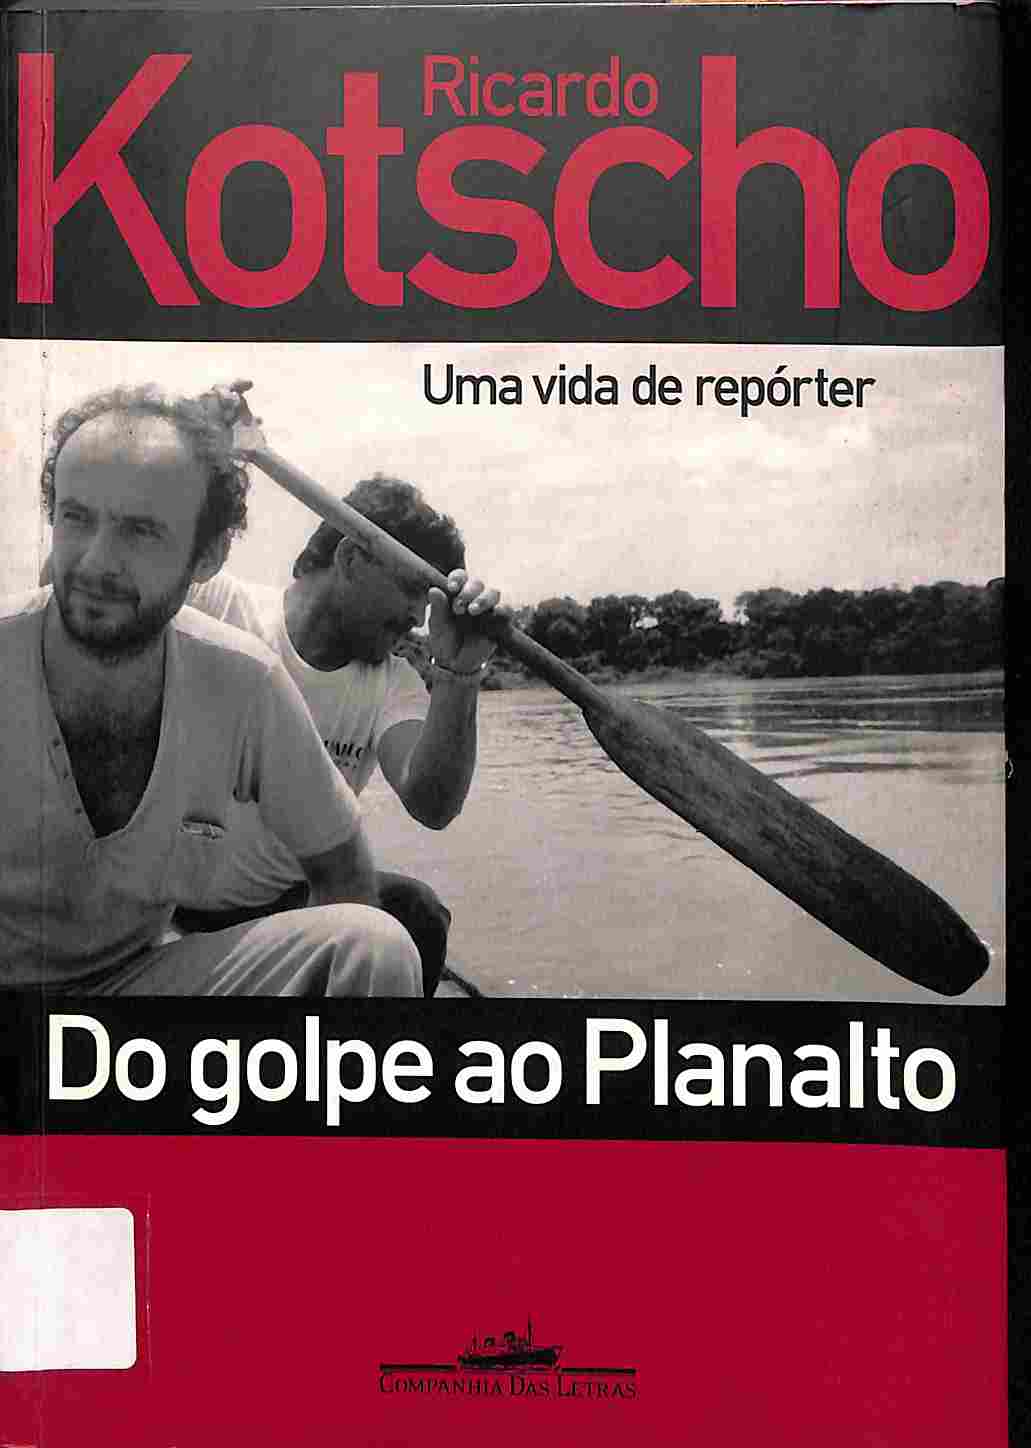 Ricardo
Kotscho
Uma vida de repórter
Do golpe ao Planalto
COMPANHIA DAS LETRAS